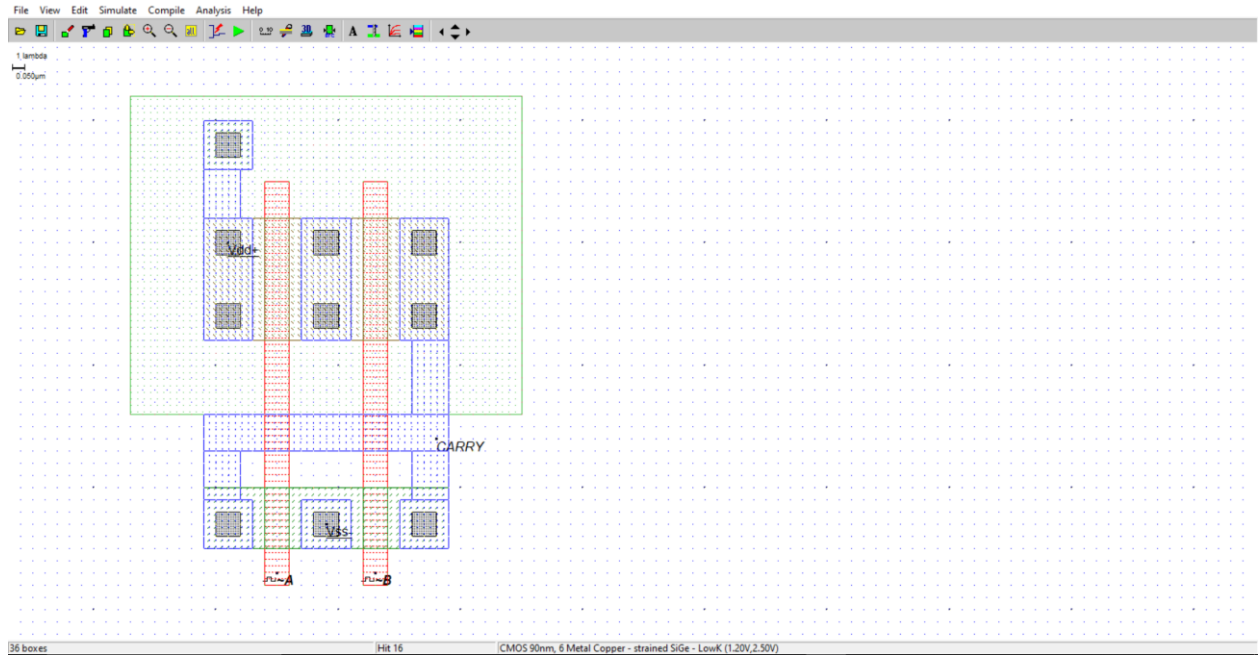 File View Edit Simulate Compile Analysis Help
1 lambda
0.050µm
Vdd+
CARRY
Vss-
A
B
36 boxes
Hit 16
CMOS 90nm, 6 Metal Copper - strained SiGe - LowK (1.20V,2.50V)